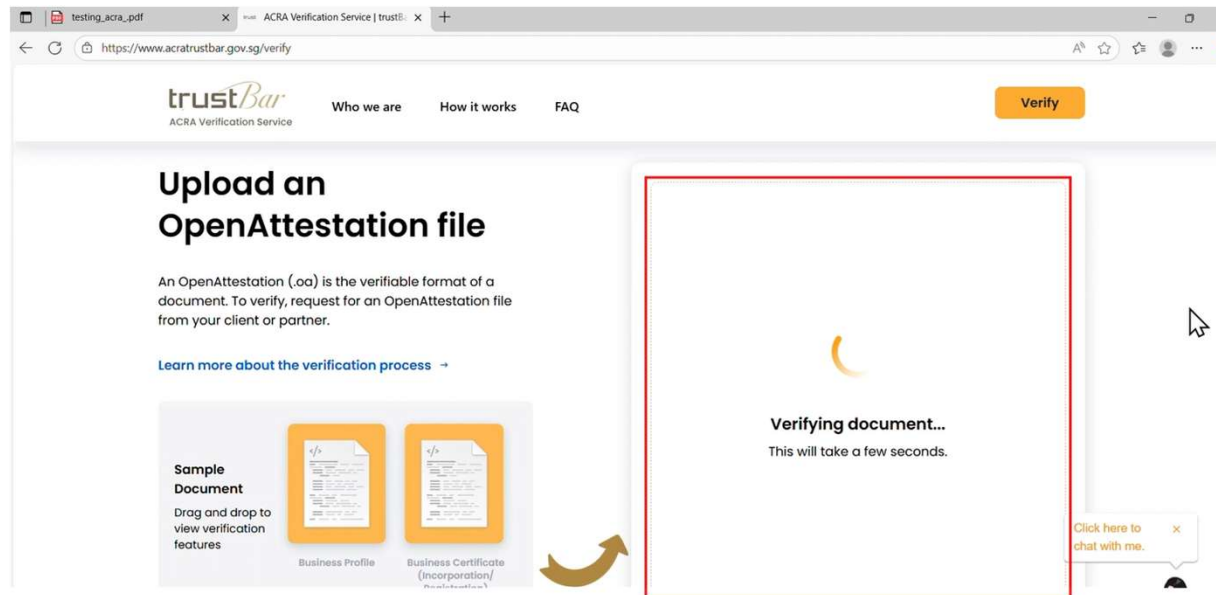 testing_acra_.pdf
ACRA Verification Service | trustB
https://www.acratrustbar.gov.sg/verify
trustBar
ACRA Verification Service
Who we are
How it works
FAQ
Verify
Upload an
OpenAttestation file
An OpenAttestation (.oa) is the verifiable format of a
document. To verify, request for an OpenAttestation file
from your client or partner.
Learn more about the verification process →
Sample
Document
Drag and drop to
view verification
features
Business Profile
Business Certificate
(Incorporation/
Registration)
Verifying document...
This will take a few seconds.
Click here to
chat with me.